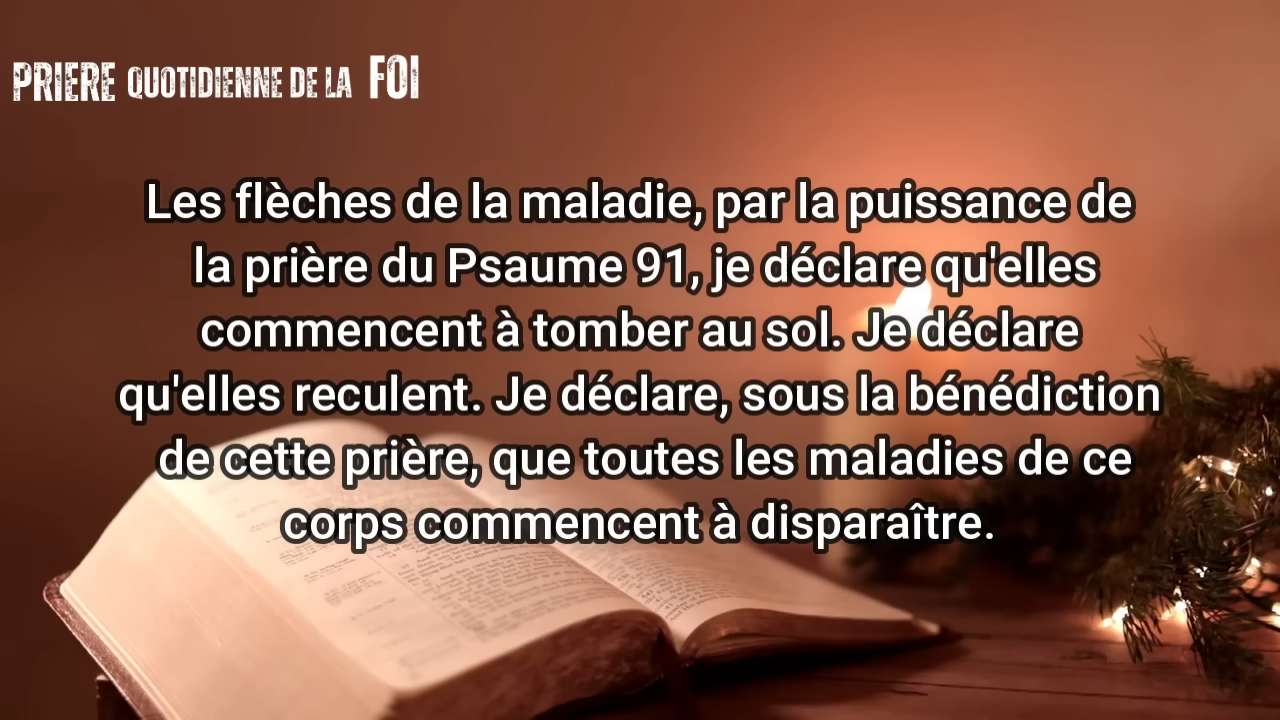 PRIERE QUOTIDIENNE DE LA FOI
Les flèches de la maladie, par la puissance de
la prière du Psaume 91, je déclare qu'elles
commencent à tomber au sol. Je déclare
qu'elles reculent. Je déclare, sous la bénédiction
de cette prière, que toutes les maladies de ce
corps commencent à disparaître.